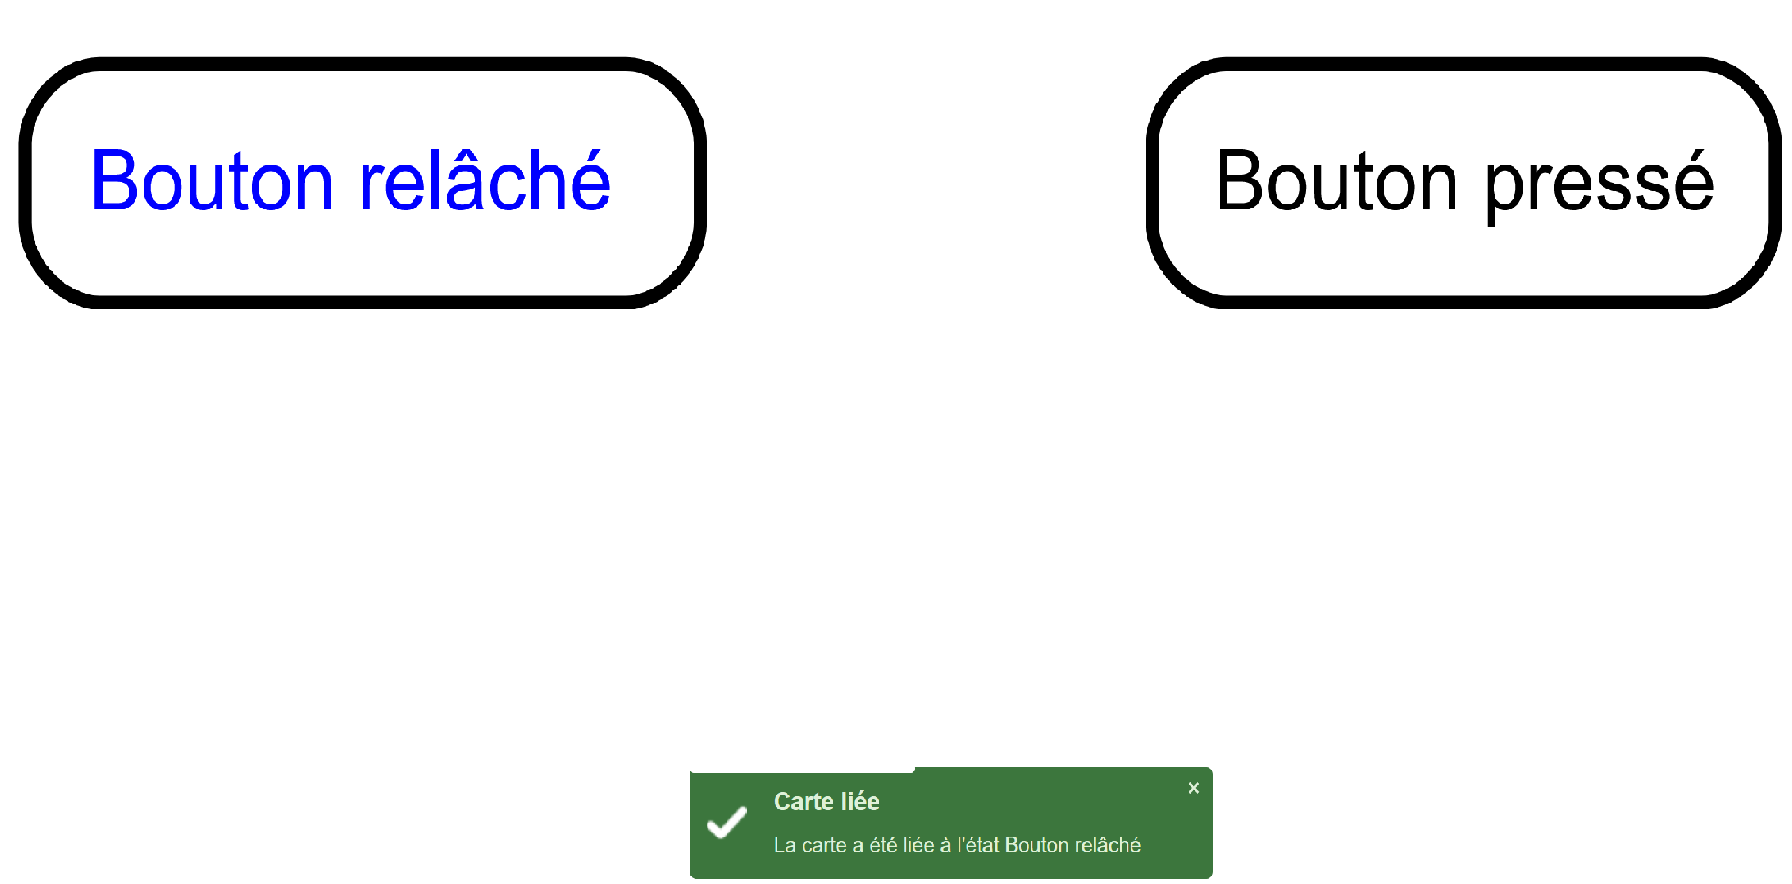 Bouton relâché
Bouton pressé
Carte liée
×
La carte a été liée à l'état Bouton relâché